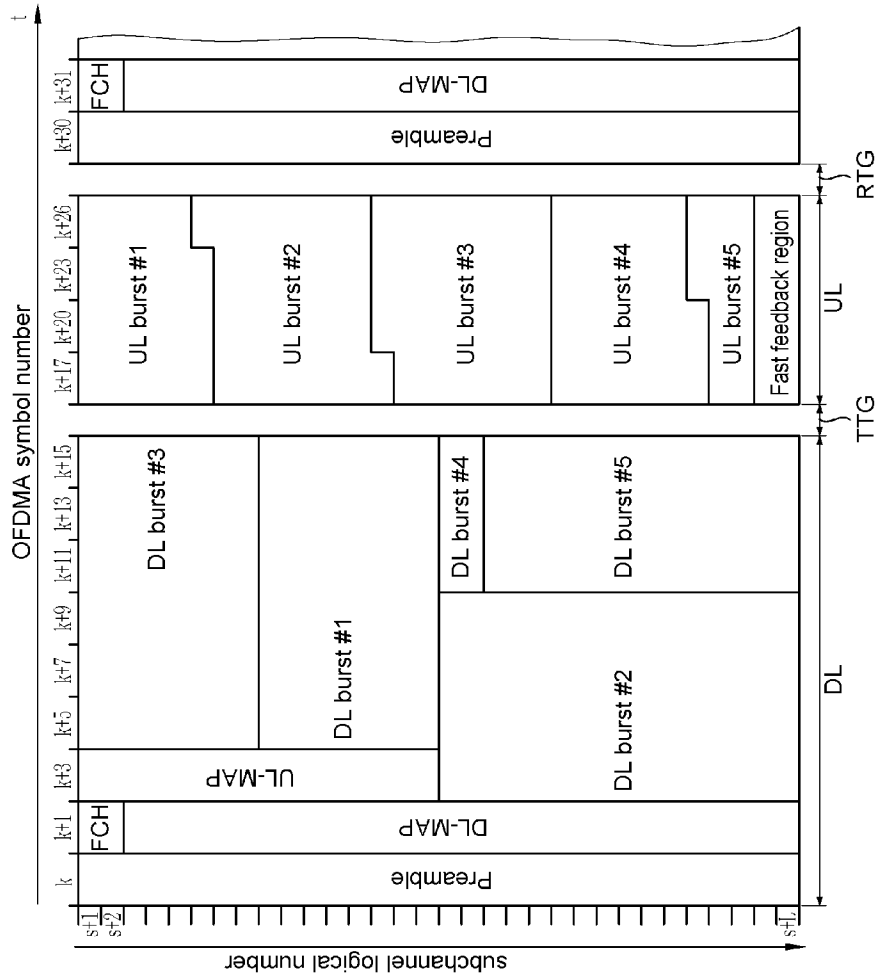 OFDMA symbol number
t
k
k+1
k+3
k+5
k+7
k+9
k+11
k+13
k+15
k+17
k+20
k+23
k+26
k+30
k+31
subchannel logical number
s+1
s+2
s+L
Preamble
FCH
DL-MAP
UL-MAP
DL burst #3
DL burst #1
DL burst #2
DL burst #4
DL burst #5
UL burst #1
UL burst #2
UL burst #3
UL burst #4
UL burst #5
Fast feedback region
Preamble
FCH
DL-MAP
DL
TTG
UL
RTG